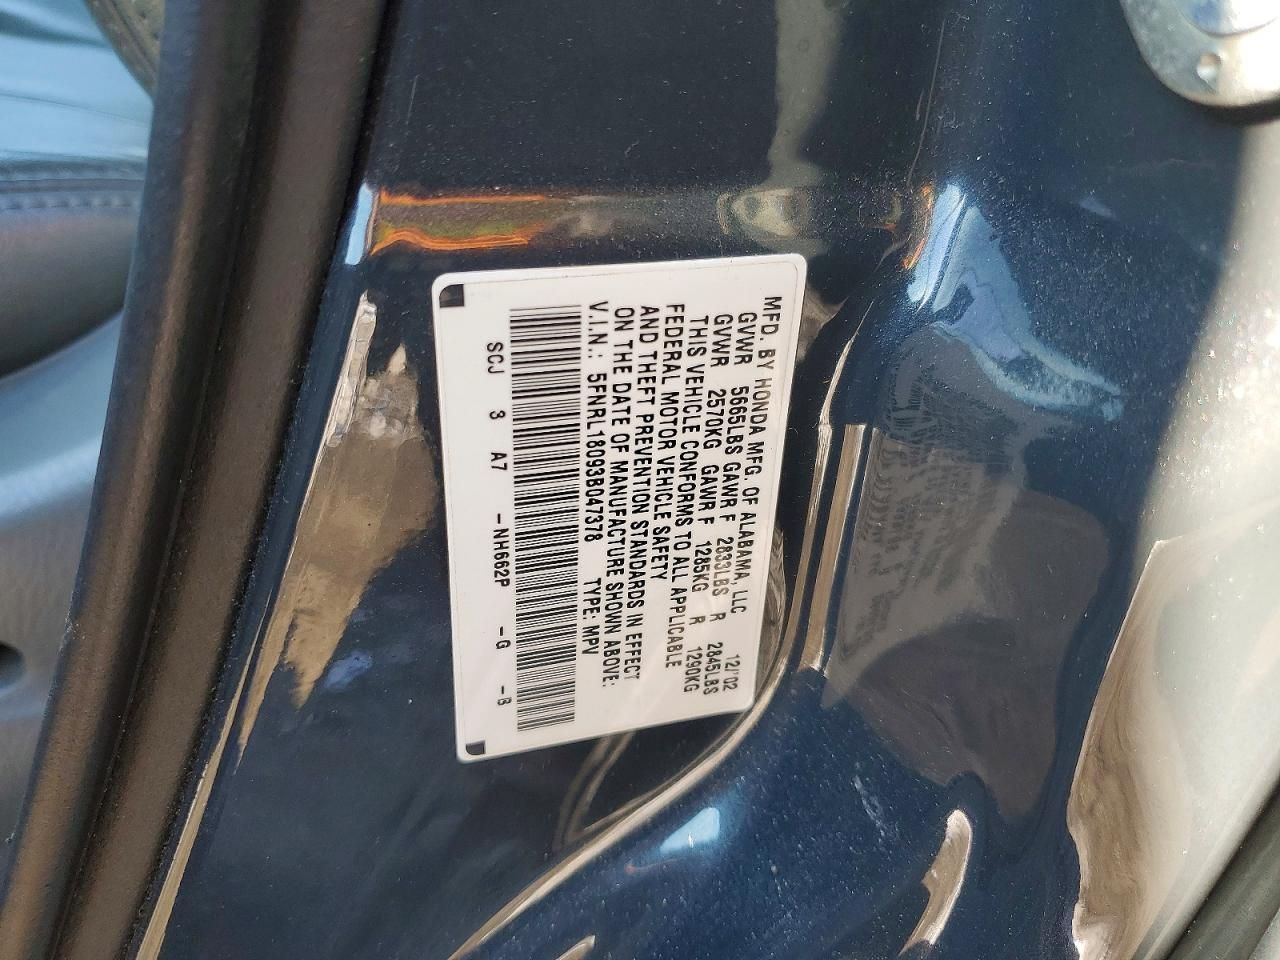 MFD. BY HONDA MFG. OF ALABAMA, LLC 12/'02
GVWR 5665LBS GAWR F 2833LBS R 2845LBS
GVWR 2570KG GAWR F 1285KG R 1290KG
THIS VEHICLE CONFORMS TO ALL APPLICABLE
FEDERAL MOTOR VEHICLE SAFETY
AND THEFT PREVENTION STANDARDS IN EFFECT
ON THE DATE OF MANUFACTURE SHOWN ABOVE:
V.I.N.: 5FNRL18093B047378 TYPE: MPV
SCJ 3 A7 -NH662P -G -B